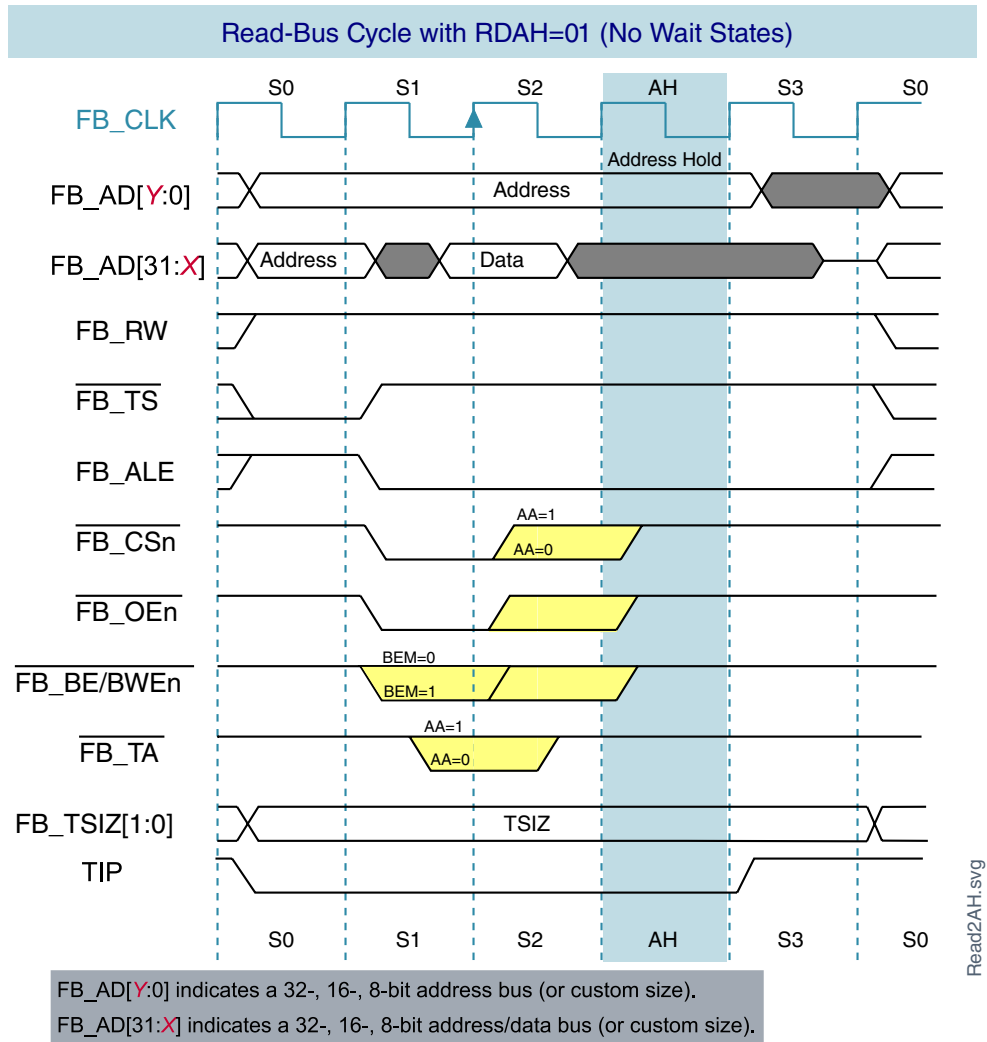 Read-Bus Cycle with RDAH=01 (No Wait States)
S0 S1 S2 AH S3 S0
FB_CLK
Address Hold
FB_AD[Y:0] Address
FB_AD[31:X] Address Data
FB_RW
FB_TS
FB_ALE
AA=1
FB_CSn AA=0
FB_OEn
BEM=0
FB_BE/BWEn BEM=1
AA=1
FB_TA AA=0
FB_TSIZ[1:0] TSIZ
TIP
S0 S1 S2 AH S3 S0
Read2AH.svg
FB_AD[Y:0] indicates a 32-, 16-, 8-bit address bus (or custom size).
FB_AD[31:X] indicates a 32-, 16-, 8-bit address/data bus (or custom size).